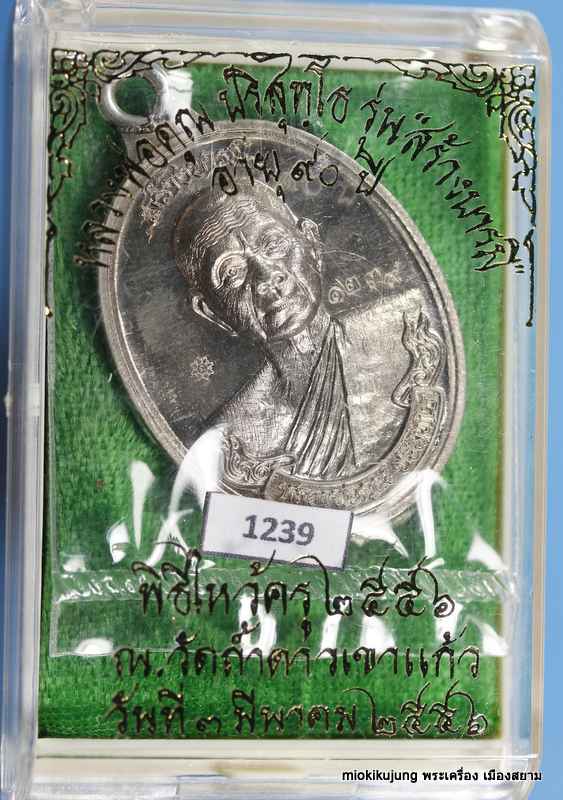 หลวงพ่อคูณ ปริสุทฺโธ รุ่นสร้างบารมี
อายุ ๙๐ ปี
1239
พิธีไหว้ครู ๒๕๕๖
ณ.วัดถ้ำดาวเขาแก้ว
วันที่ ๓ มีนาคม ๒๕๕๖
miokikujung พระเครื่อง เมืองสยาม